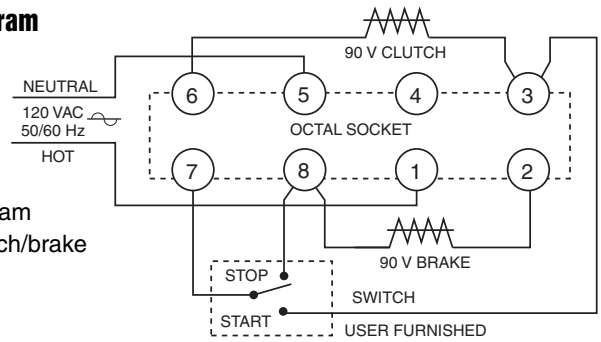 ram
90 V CLUTCH
NEUTRAL
6
5
4
3
120 VAC
50/60 Hz
OCTAL SOCKET
HOT
7
8
1
2
am
ch/brake
90 V BRAKE
STOP
SWITCH
START
USER FURNISHED